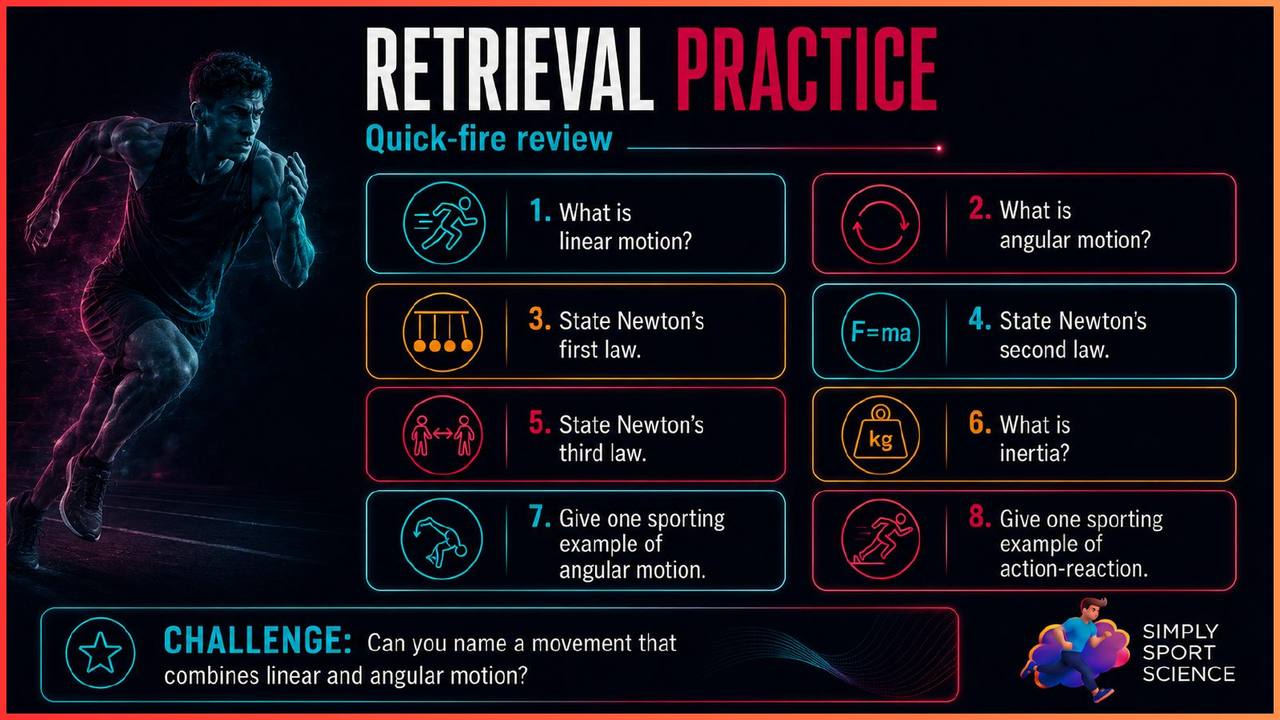 RETRIEVAL PRACTICE
Quick-fire review
1. What is
linear motion?
2. What is
angular motion?
3. State Newton's
first law.
F=ma
4. State Newton's
second law.
5. State Newton's
third law.
kg
6. What is
inertia?
7. Give one sporting
example of
angular motion.
8. Give one sporting
example of
action-reaction.
CHALLENGE: Can you name a movement that
combines linear and angular motion?
SIMPLY
SPORT
SCIENCE